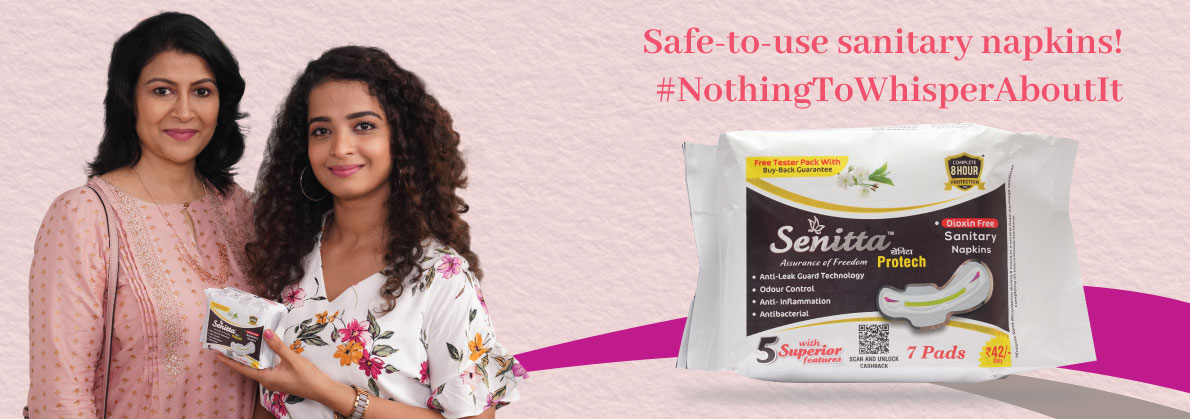 Safe-to-use sanitary napkins!
#NothingToWhisperAboutIt
Free Tester Pack With
Buy-Back Guarantee
COMPLETE
8 HOUR
PROTECTION
Senitta™
सेनिटा
Assurance of Freedom
Protech
• Dioxin Free
Sanitary
Napkins
• Anti-Leak Guard Technology
• Odour Control
• Anti- Inflammation
• Antibacterial
5 with Superior features
SCAN AND UNLOCK
CASHBACK
7 Pads
₹42/-
only
Senitta